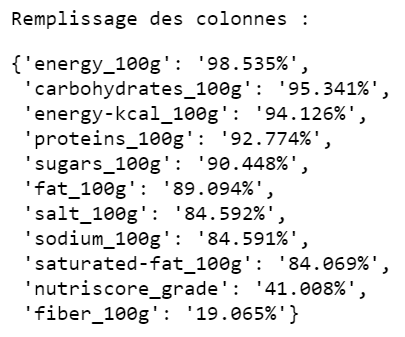 Remplissage des colonnes :
{'energy_100g': '98.535%',
'carbohydrates_100g': '95.341%',
'energy-kcal_100g': '94.126%',
'proteins_100g': '92.774%',
'sugars_100g': '90.448%',
'fat_100g': '89.094%',
'salt_100g': '84.592%',
'sodium_100g': '84.591%',
'saturated-fat_100g': '84.069%',
'nutriscore_grade': '41.008%',
'fiber_100g': '19.065%'}